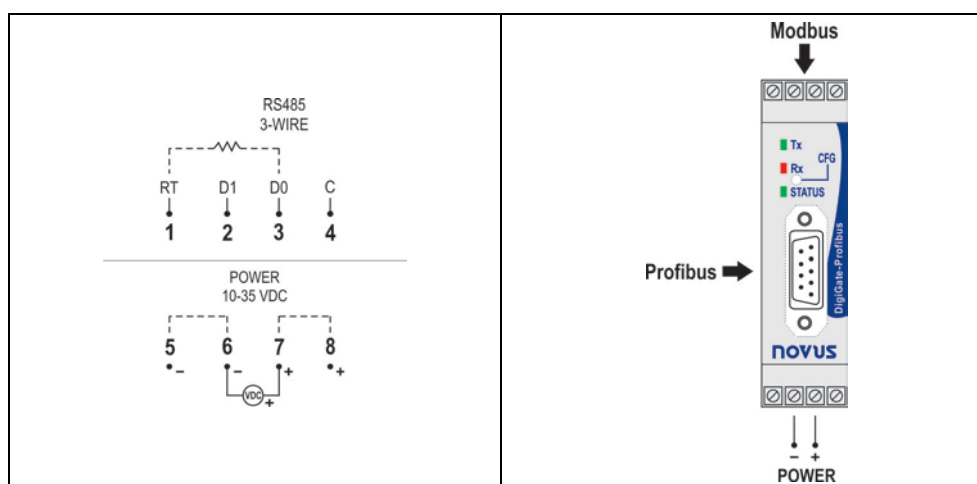 RS485
3-WIRE
RT D1 D0 C
1 2 3 4
POWER
10-35 VDC
5 6 7 8
- - + +
VDC +
Modbus
Tx
Rx CFG
STATUS
Profibus
DigiGate-Profibus
novus
- +
POWER